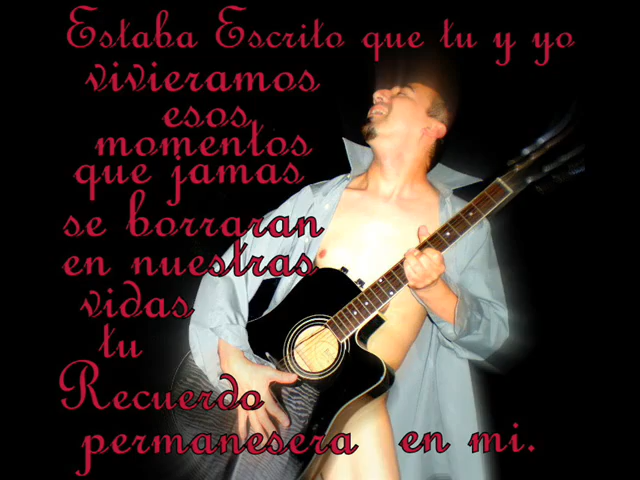 Estaba Escrito que tu y yo
vivieramos
esos
momentos
que jamas
se borraran
en nuestras
vidas
tu
Recuerdo
permanesera en mi.